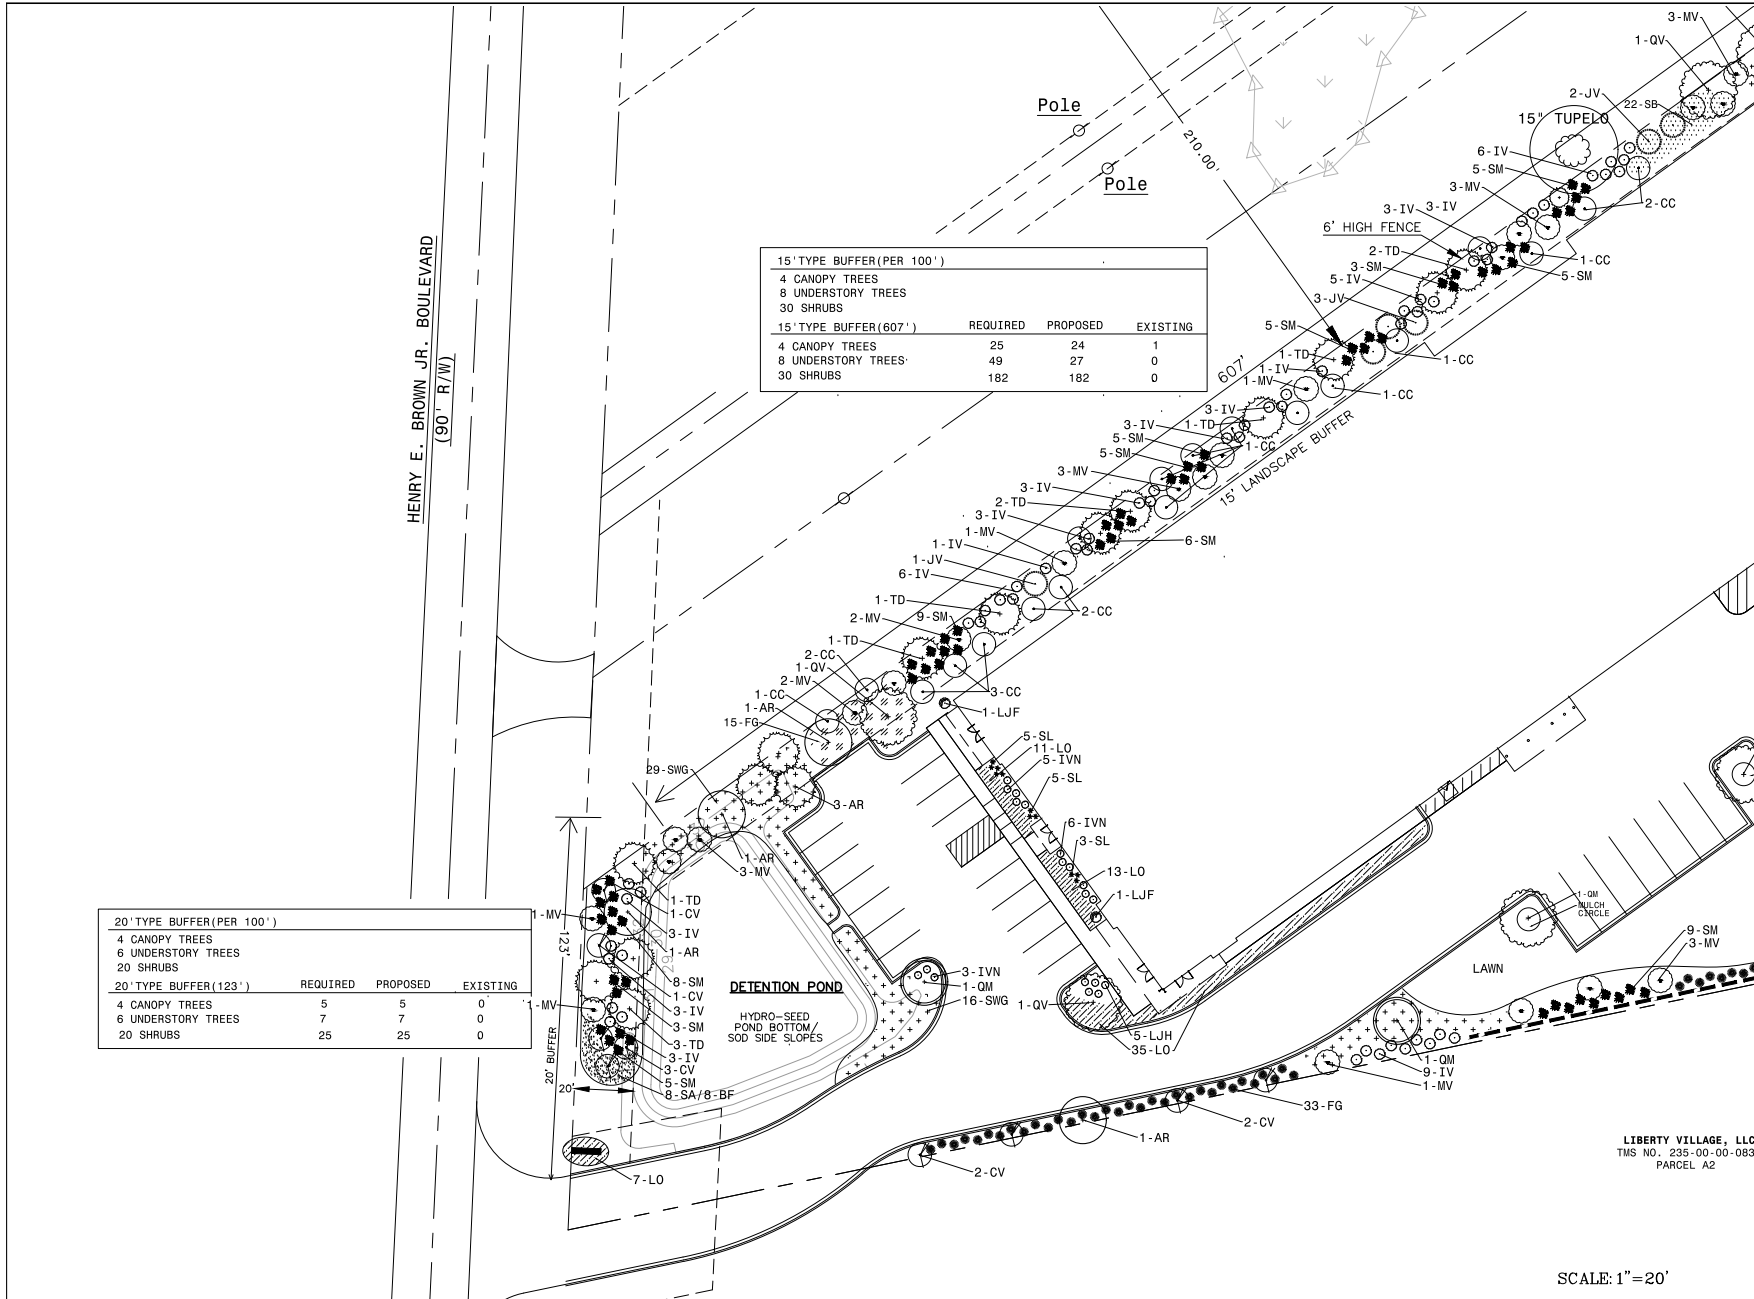 3-MV
1-QV
2-JV
22-SB
15" TUPELO
6-IV
5-SM
3-MV
3-IV
3-IV
2-CC
6' HIGH FENCE
2-TD
1-CC
3-SM
5-SM
5-IV
3-JV
5-SM
1-TD
1-CC
1-IV
1-MV
1-CC
3-IV
1-TD
3-IV
5-SM
1-CC
5-SM
3-MV
3-IV
2-TD
3-IV
1-MV
6-SM
1-IV
1-JV
6-IV
1-TD
2-CC
2-MV
9-SM
1-TD
2-CC
1-QV
2-MV
3-CC
1-CC
1-LJF
1-AR
15-FG
Pole
Pole
210.00'
607'
15' LANDSCAPE BUFFER
HENRY E. BROWN JR. BOULEVARD
(90' R/W)
15'TYPE BUFFER(PER 100')
4 CANOPY TREES
8 UNDERSTORY TREES
30 SHRUBS
15'TYPE BUFFER(607') REQUIRED PROPOSED EXISTING
4 CANOPY TREES 25 24 1
8 UNDERSTORY TREES 49 27 0
30 SHRUBS 182 182 0
5-SL
11-LO
5-IVN
5-SL
29-SWG
3-AR
6-IVN
3-SL
13-LO
1-LJF
1-AR
3-MV
1-TD
1-MV
1-CV
3-IV
1-AR
123'
8-SM
1-CV
1-MV
3-IV
3-SM
3-TD
3-IV
3-CV
5-SM
8-SA/8-BF
20' BUFFER
20'
20'TYPE BUFFER(PER 100')
4 CANOPY TREES
6 UNDERSTORY TREES
20 SHRUBS
20'TYPE BUFFER(123') REQUIRED PROPOSED EXISTING
4 CANOPY TREES 5 5 0
6 UNDERSTORY TREES 7 7 0
20 SHRUBS 25 25 0
DETENTION POND
HYDRO-SEED
POND BOTTOM/
SOD SIDE SLOPES
3-IVN
1-QM
16-SWG
1-QV
5-LJH
35-LO
1-QM
MULCH
CIRCLE
9-SM
3-MV
LAWN
1-QM
9-IV
1-MV
33-FG
2-CV
1-AR
2-CV
7-LO
LIBERTY VILLAGE, LLC
TMS NO. 235-00-00-083
PARCEL A2
SCALE: 1"=20'